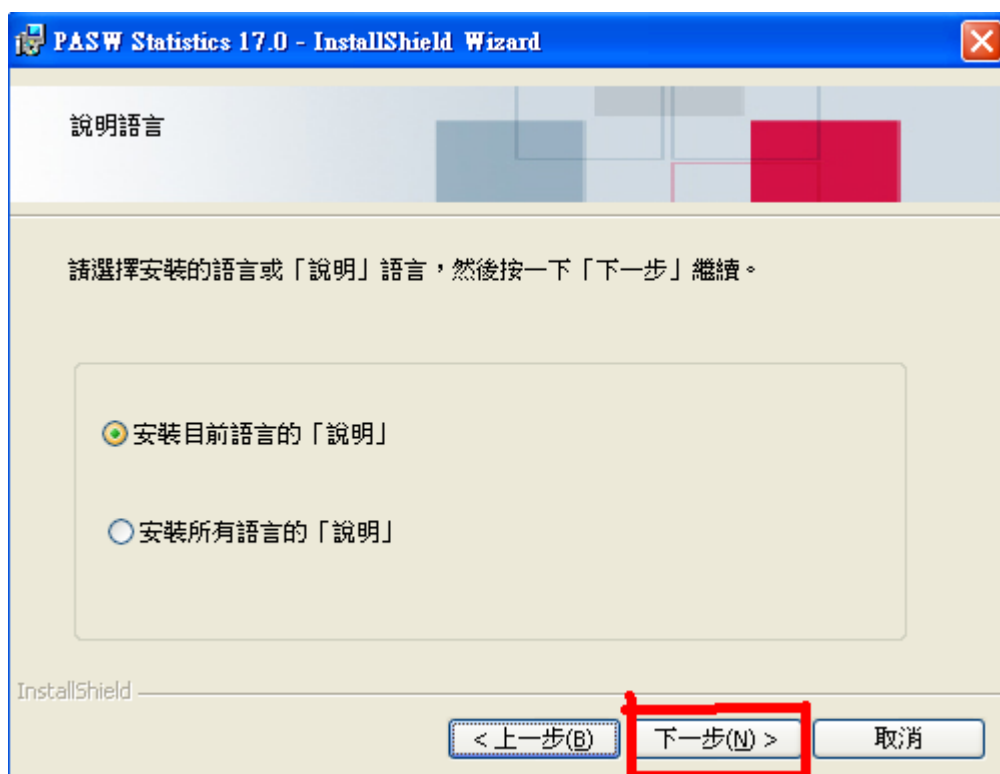 PASW Statistics 17.0 - InstallShield Wizard
說明語言
請選擇安裝的語言或「說明」語言，然後按一下「下一步」繼續。
安裝目前語言的「說明」
安裝所有語言的「說明」
InstallShield
< 上一步(B) 下一步(N) > 取消